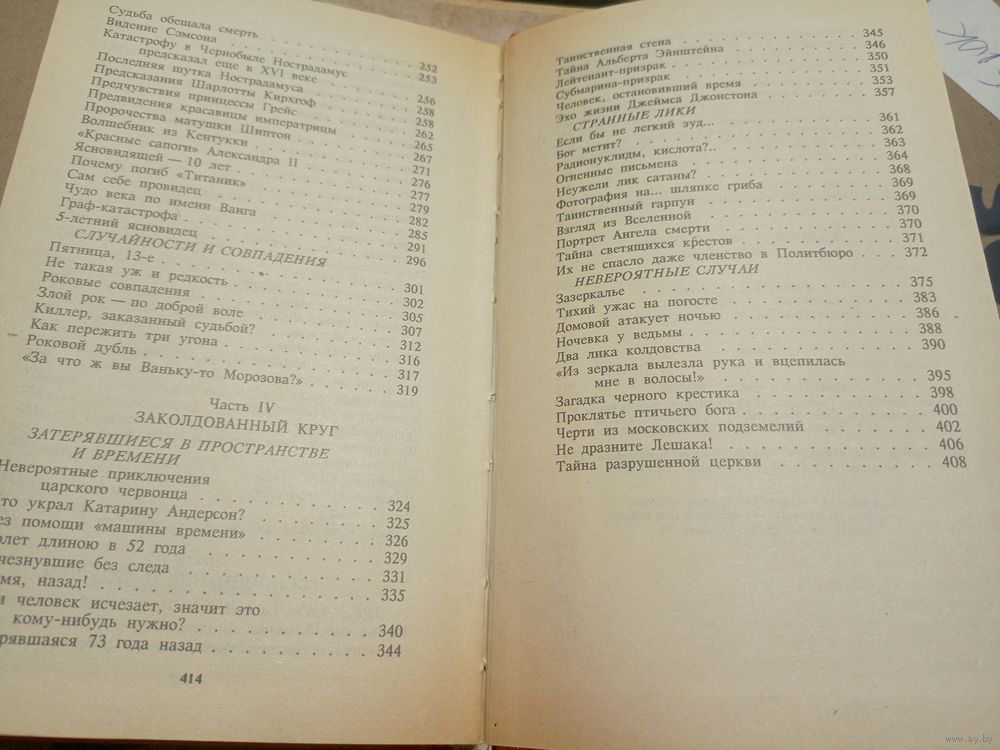 Судьба обещала смерть . . . 252
Видение Сэмсона . . . 253
Катастрофу в Чернобыле Нострадамус
предсказал еще в XVI веке . . . 256
Последняя шутка Нострадамуса . . . 258
Предсказания Шарлотты Кирхгоф . . . 258
Предчувствия принцессы Грейс . . . 262
Предвидения красавицы императрицы . . . 265
Пророчества матушки Шиптон . . . 267
Волшебник из Кентукки . . . 271
«Красные сапоги» Александра II . . . 276
Ясновидящей — 10 лет . . . 277
Почему погиб «Титаник» . . . 279
Сам себе провидец . . . 282
Чудо века по имени Ванга . . . 285
Граф-катастрофа . . . 291
5-летний ясновидец . . . 296
СЛУЧАЙНОСТИ И СОВПАДЕНИЯ
Пятница, 13-е . . . 301
Не такая уж и редкость . . . 302
Роковые совпадения . . . 305
Злой рок — по доброй воле . . . 307
Киллер, заказанный судьбой? . . . 312
Как пережить три угона . . . 316
Роковой дубль . . . 317
«За что ж вы Ваньку-то Морозова?» . . . 319
Часть IV
ЗАКОЛДОВАННЫЙ КРУГ
ЗАТЕРЯВШИЕСЯ В ПРОСТРАНСТВЕ
И ВРЕМЕНИ
Невероятные приключения
царского червонца . . . 324
то украл Катарину Андерсон? . . . 325
ез помощи «машины времени» . . . 326
олет длиною в 52 года . . . 329
чезнувшие без следа . . . 331
мя, назад! . . . 335
и человек исчезает, значит это
кому-нибудь нужно? . . . 340
рявшаяся 73 года назад . . . 344
414
Таинственная стена . . . 345
Тайна Альберта Эйнштейна . . . 346
Лейтенант-призрак . . . 350
Субмарина-призрак . . . 351
Человек, остановивший время . . . 353
Эхо жизни Джеймса Джонстона . . . 357
СТРАННЫЕ ЛИКИ
Если бы не легкий зуд... . . . 361
Бог метит? . . . 362
Радионуклиды, кислота?.. . . . 363
Огненные письмена . . . 364
Неужели лик сатаны? . . . 368
Фотография на... шляпке гриба . . . 369
Таинственный гарпун . . . 369
Взгляд из Вселенной . . . 370
Портрет Ангела смерти . . . 370
Тайна светящихся крестов . . . 371
Их не спасло даже членство в Политбюро . . . 372
НЕВЕРОЯТНЫЕ СЛУЧАИ
Зазеркалье . . . 375
Тихий ужас на погосте . . . 383
Домовой атакует ночью . . . 386
Ночевка у ведьмы . . . 388
Два лика колдовства . . . 390
«Из зеркала вылезла рука и вцепилась
мне в волосы!» . . . 395
Загадка черного крестика . . . 398
Проклятье птичьего бога . . . 400
Черти из московских подземелий . . . 402
Не дразните Лешака! . . . 406
Тайна разрушенной церкви . . . 408
www.ay.by